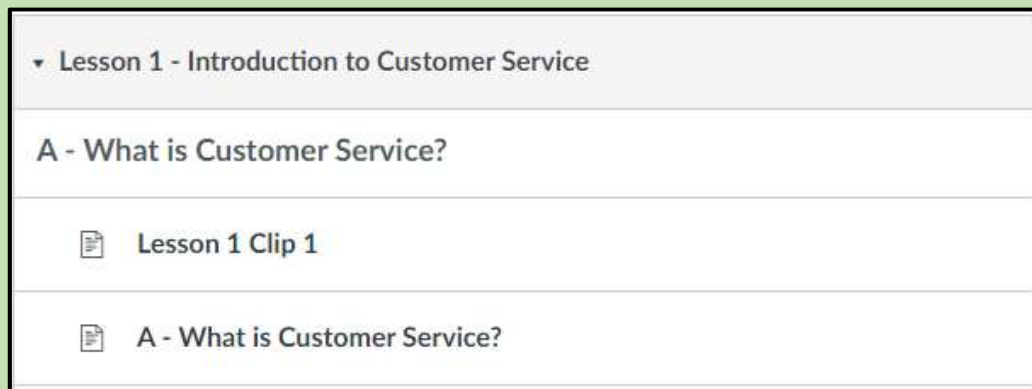 Lesson 1 - Introduction to Customer Service
A - What is Customer Service?
Lesson 1 Clip 1
A - What is Customer Service?